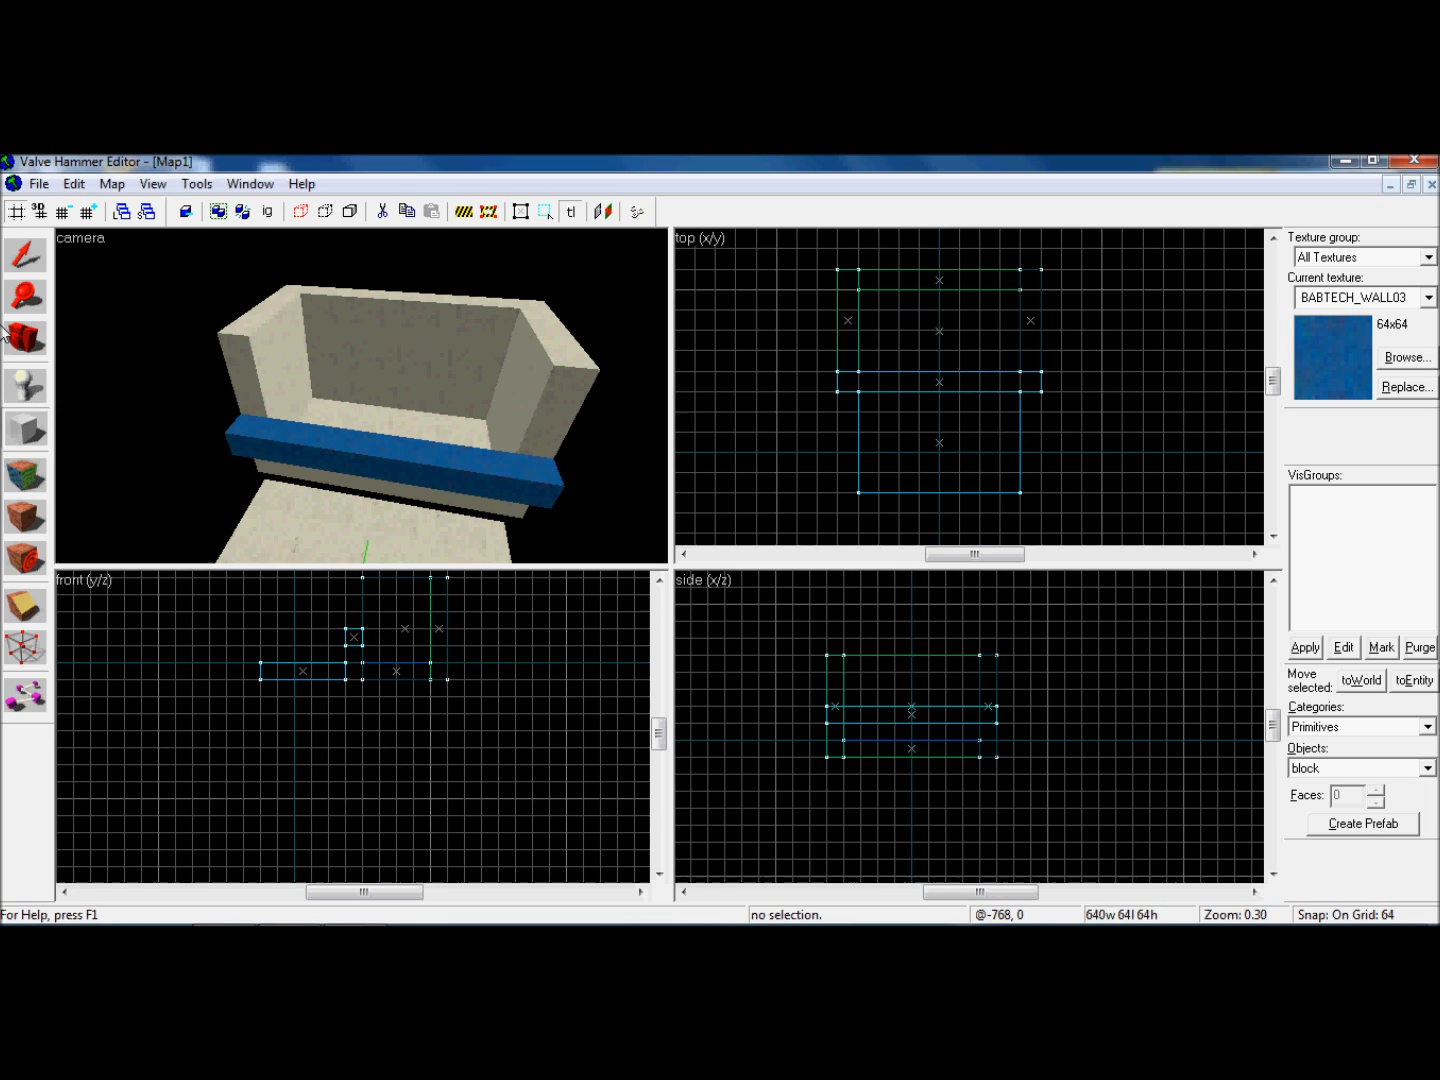 Valve Hammer Editor - [Map1]
File Edit Map View Tools Window Help
3D ig tl
camera
top (x/y)
front (y/z)
side (x/z)
Texture group:
All Textures
Current texture:
BABTECH_WALL03
64x64
Browse...
Replace...
VisGroups:
Apply Edit Mark Purge
Move
selected:
toWorld toEntity
Categories:
Primitives
Objects:
block
Faces: 0
Create Prefab
For Help, press F1 no selection. @-768, 0 640w 64l 64h Zoom: 0.30 Snap: On Grid: 64